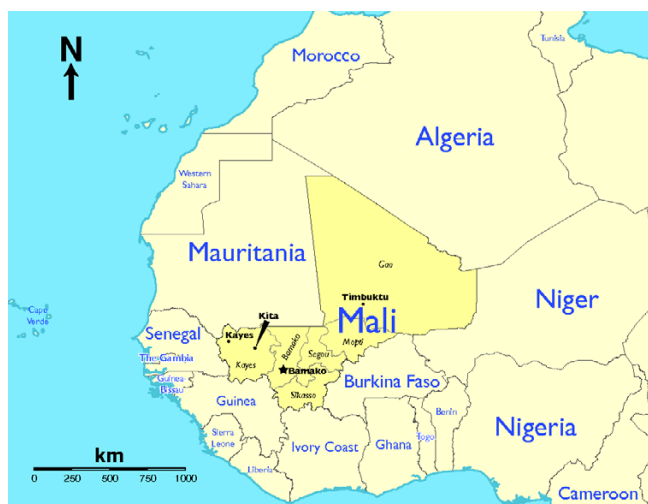 N
Morocco
Tunisia
Algeria
Western
Sahara
Mauritania
Gao
Timbuktu
Mali
Niger
Cape
Verde
Kita
Senegal
Kayes
Bamako
Mopti
Segou
The Gambia
Kayes
Bamako
Burkina Faso
Guinea-
Bissau
Guinea
Sikasso
Benin
Nigeria
Sierra
Leone
Ivory Coast
Ghana
Togo
km
Liberia
0
250
500
750
1000
Cameroon